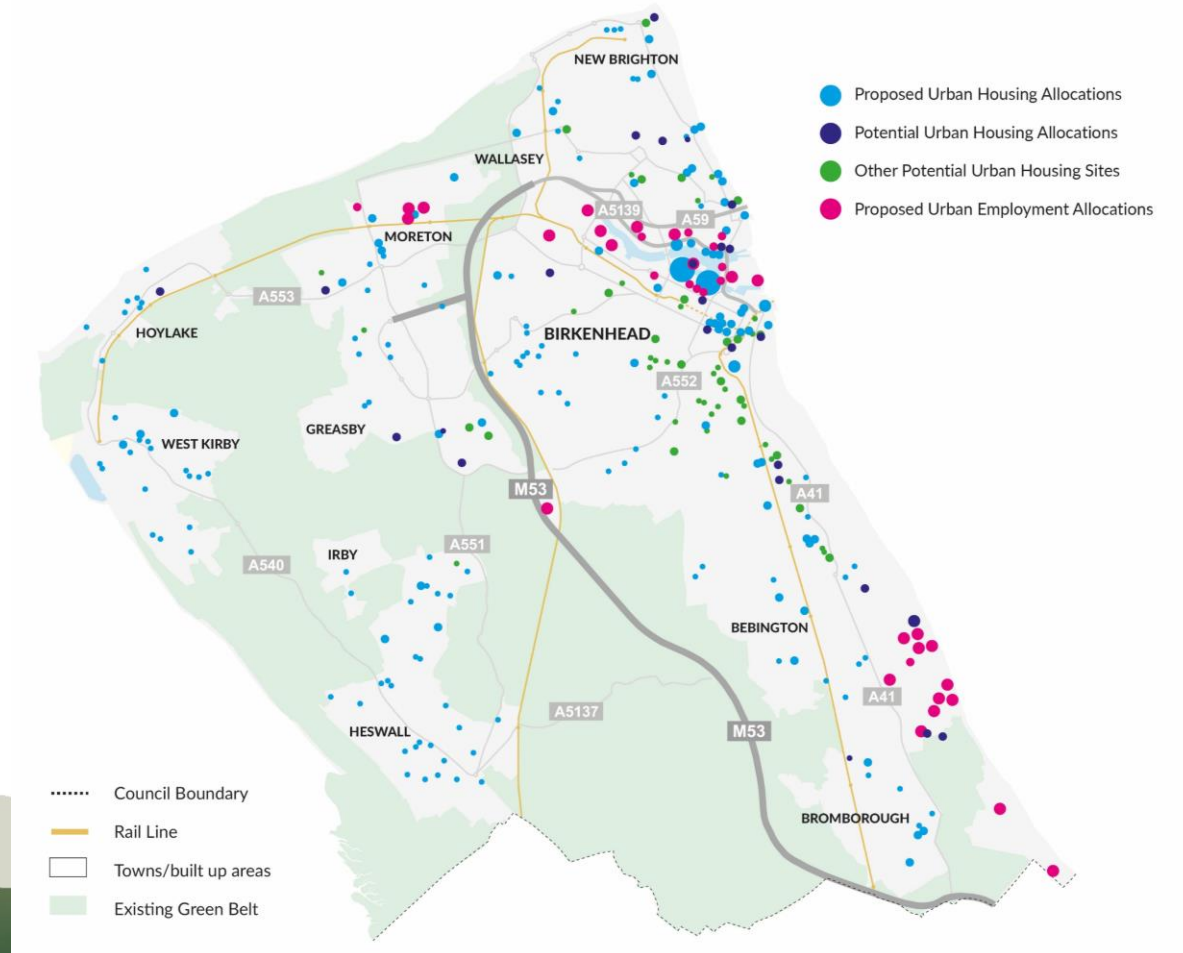 NEW BRIGHTON
Proposed Urban Housing Allocations
Potential Urban Housing Allocations
WALLASEY
Other Potential Urban Housing Sites
A5139
A59
Proposed Urban Employment Allocations
MORETON
A553
HOYLAKE
BIRKENHEAD
A552
GREASBY
WEST KIRBY
M53
A41
A551
IRBY
A540
BEBINGTON
A41
A5137
HESWALL
M53
Council Boundary
BROMBOROUGH
Rail Line
Towns/built up areas
Existing Green Belt